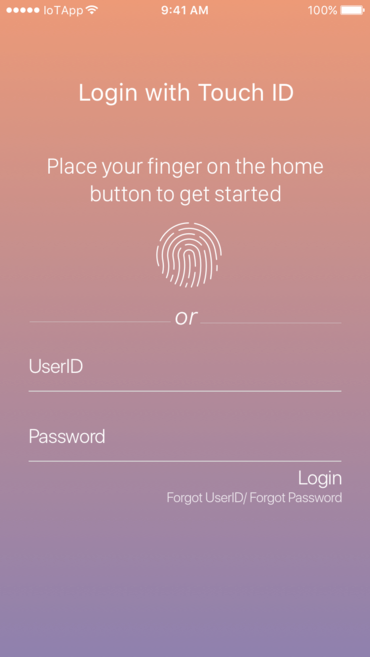 IoTApp 9:41 AM 100%
Login with Touch ID
Place your finger on the home
button to get started
or
UserID
Password
Login
Forgot UserID/ Forgot Password